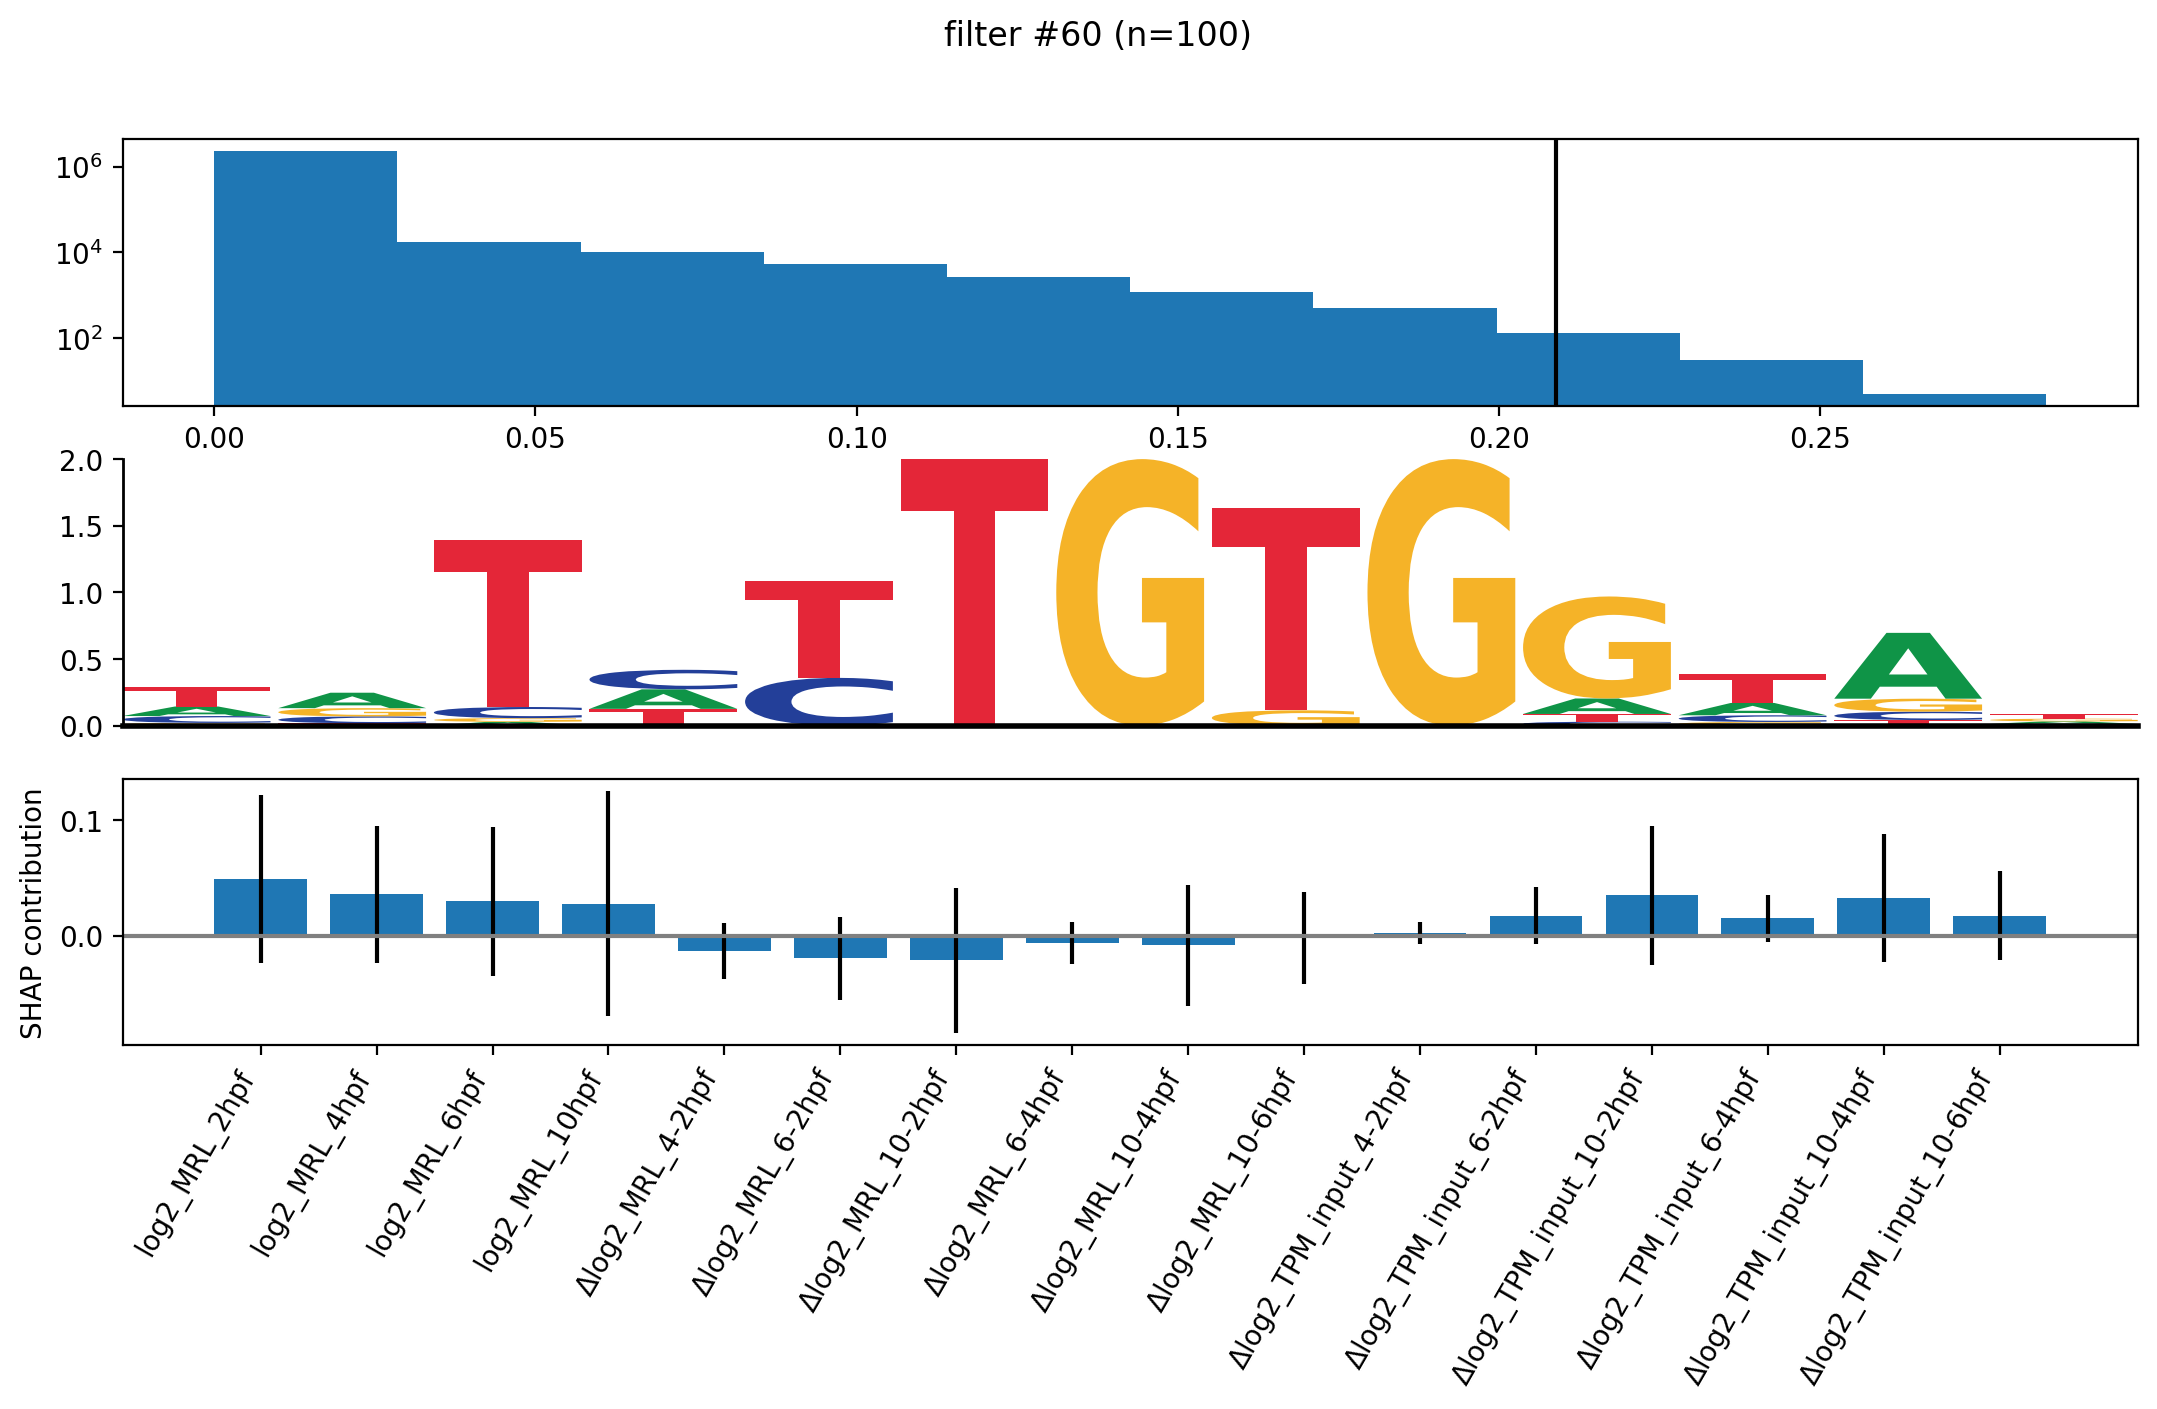 filter #60 (n=100)
10⁶
10⁴
10²
0.00 0.05 0.10 0.15 0.20 0.25
2.0
1.5
1.0
0.5
0.0
SHAP contribution
0.1
0.0
log2_MRL_2hpf
log2_MRL_4hpf
log2_MRL_6hpf
log2_MRL_10hpf
Δlog2_MRL_4-2hpf
Δlog2_MRL_6-2hpf
Δlog2_MRL_10-2hpf
Δlog2_MRL_6-4hpf
Δlog2_MRL_10-4hpf
Δlog2_MRL_10-6hpf
Δlog2_TPM_input_4-2hpf
Δlog2_TPM_input_6-2hpf
Δlog2_TPM_input_10-2hpf
Δlog2_TPM_input_6-4hpf
Δlog2_TPM_input_10-4hpf
Δlog2_TPM_input_10-6hpf